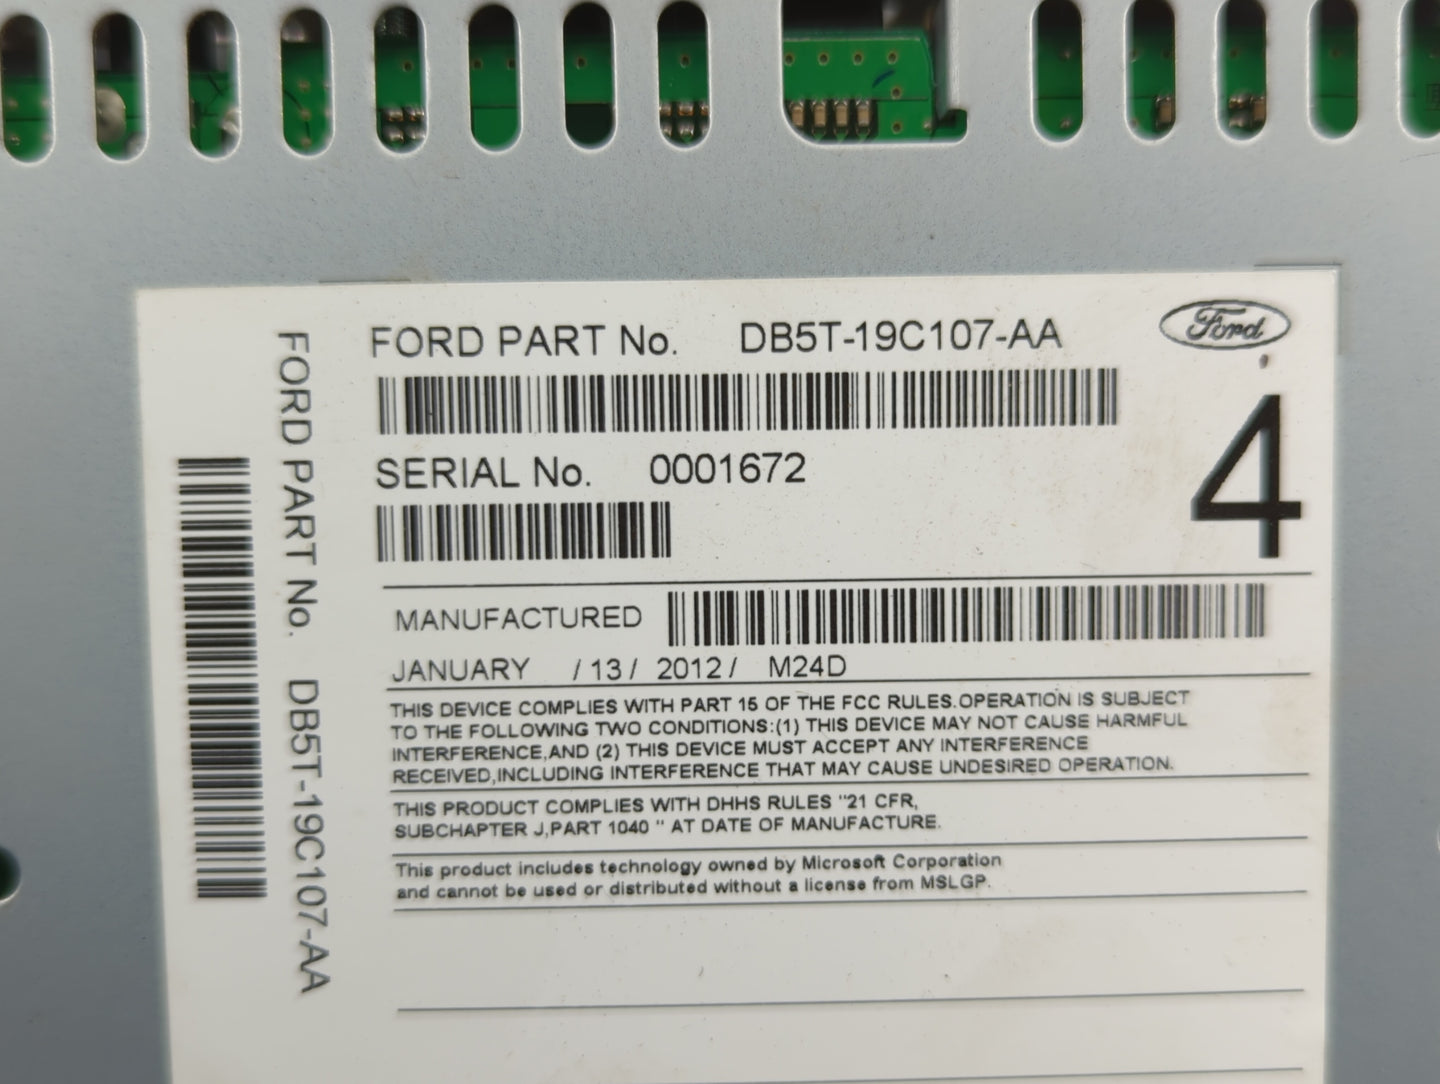 FORD PART No. DB5T-19C107-AA
Ford
SERIAL No. 0001672
4
MANUFACTURED
JANUARY /13/ 2012/ M24D
THIS DEVICE COMPLIES WITH PART 15 OF THE FCC RULES.OPERATION IS SUBJECT
TO THE FOLLOWING TWO CONDITIONS:(1) THIS DEVICE MAY NOT CAUSE HARMFUL
INTERFERENCE,AND (2) THIS DEVICE MUST ACCEPT ANY INTERFERENCE
RECEIVED,INCLUDING INTERFERENCE THAT MAY CAUSE UNDESIRED OPERATION.
THIS PRODUCT COMPLIES WITH DHHS RULES "21 CFR,
SUBCHAPTER J,PART 1040 " AT DATE OF MANUFACTURE.
This product includes technology owned by Microsoft Corporation
and cannot be used or distributed without a license from MSLGP.
FORD PART No. DB5T-19C107-AA